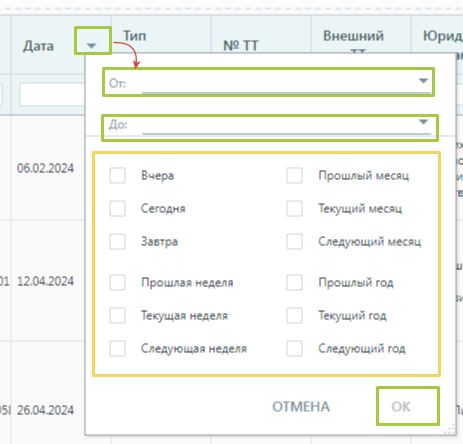 Дата
Тип
№ ТТ
Внешний
ТТ
Юрид
От:
До:
06.02.2024
12.04.2024
26.04.2024
Вчера
Прошлый месяц
Сегодня
Текущий месяц
Завтра
Следующий месяц
Прошлая неделя
Прошлый год
Текущая неделя
Текущий год
Следующая неделя
Следующий год
ОТМЕНА
OK